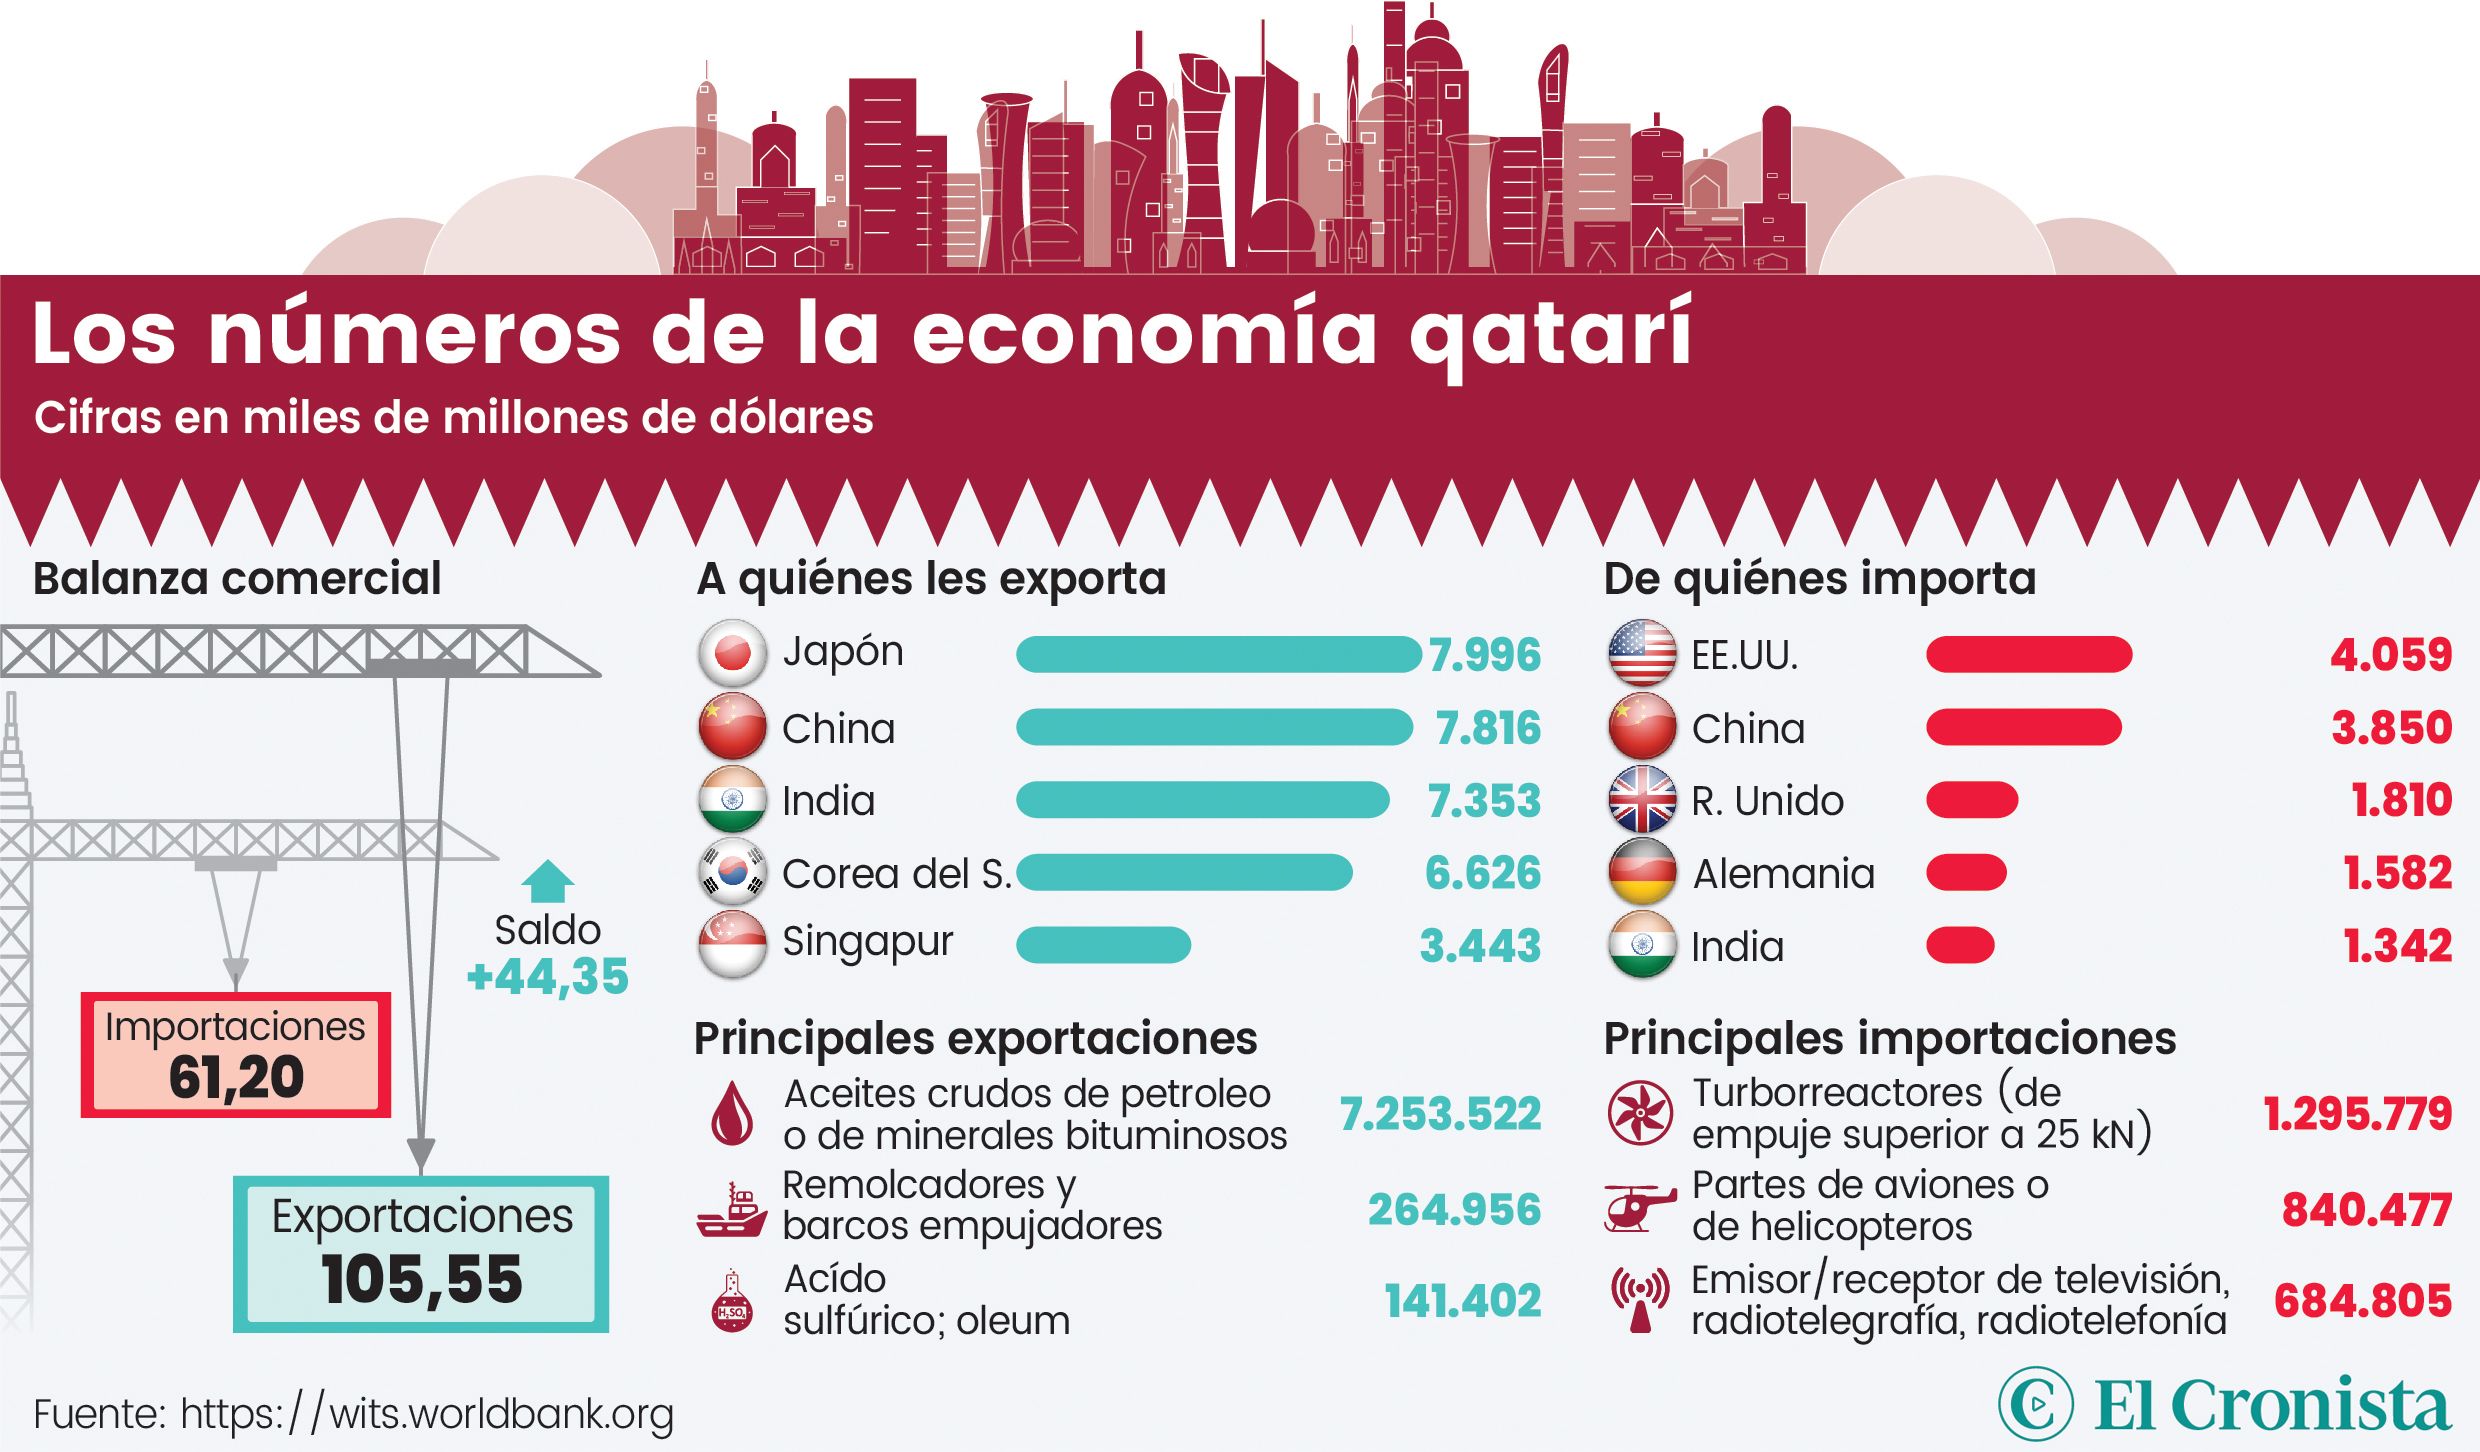 Los números de la economía qatarí
Cifras en miles de millones de dólares
Balanza comercial
Saldo
+44,35
Importaciones
61,20
Exportaciones
105,55
A quiénes les exporta
Japón 7.996
China 7.816
India 7.353
Corea del S. 6.626
Singapur 3.443
De quiénes importa
EE.UU. 4.059
China 3.850
R. Unido 1.810
Alemania 1.582
India 1.342
Principales exportaciones
Aceites crudos de petroleo
o de minerales bituminosos 7.253.522
Remolcadores y
barcos empujadores 264.956
H₂SO₄
Acído
sulfúrico; oleum 141.402
Principales importaciones
Turborreactores (de
empuje superior a 25 kN) 1.295.779
Partes de aviones o
de helicopteros 840.477
Emisor/receptor de televisión,
radiotelegrafía, radiotelefonía 684.805
Fuente: https://wits.worldbank.org
El Cronista